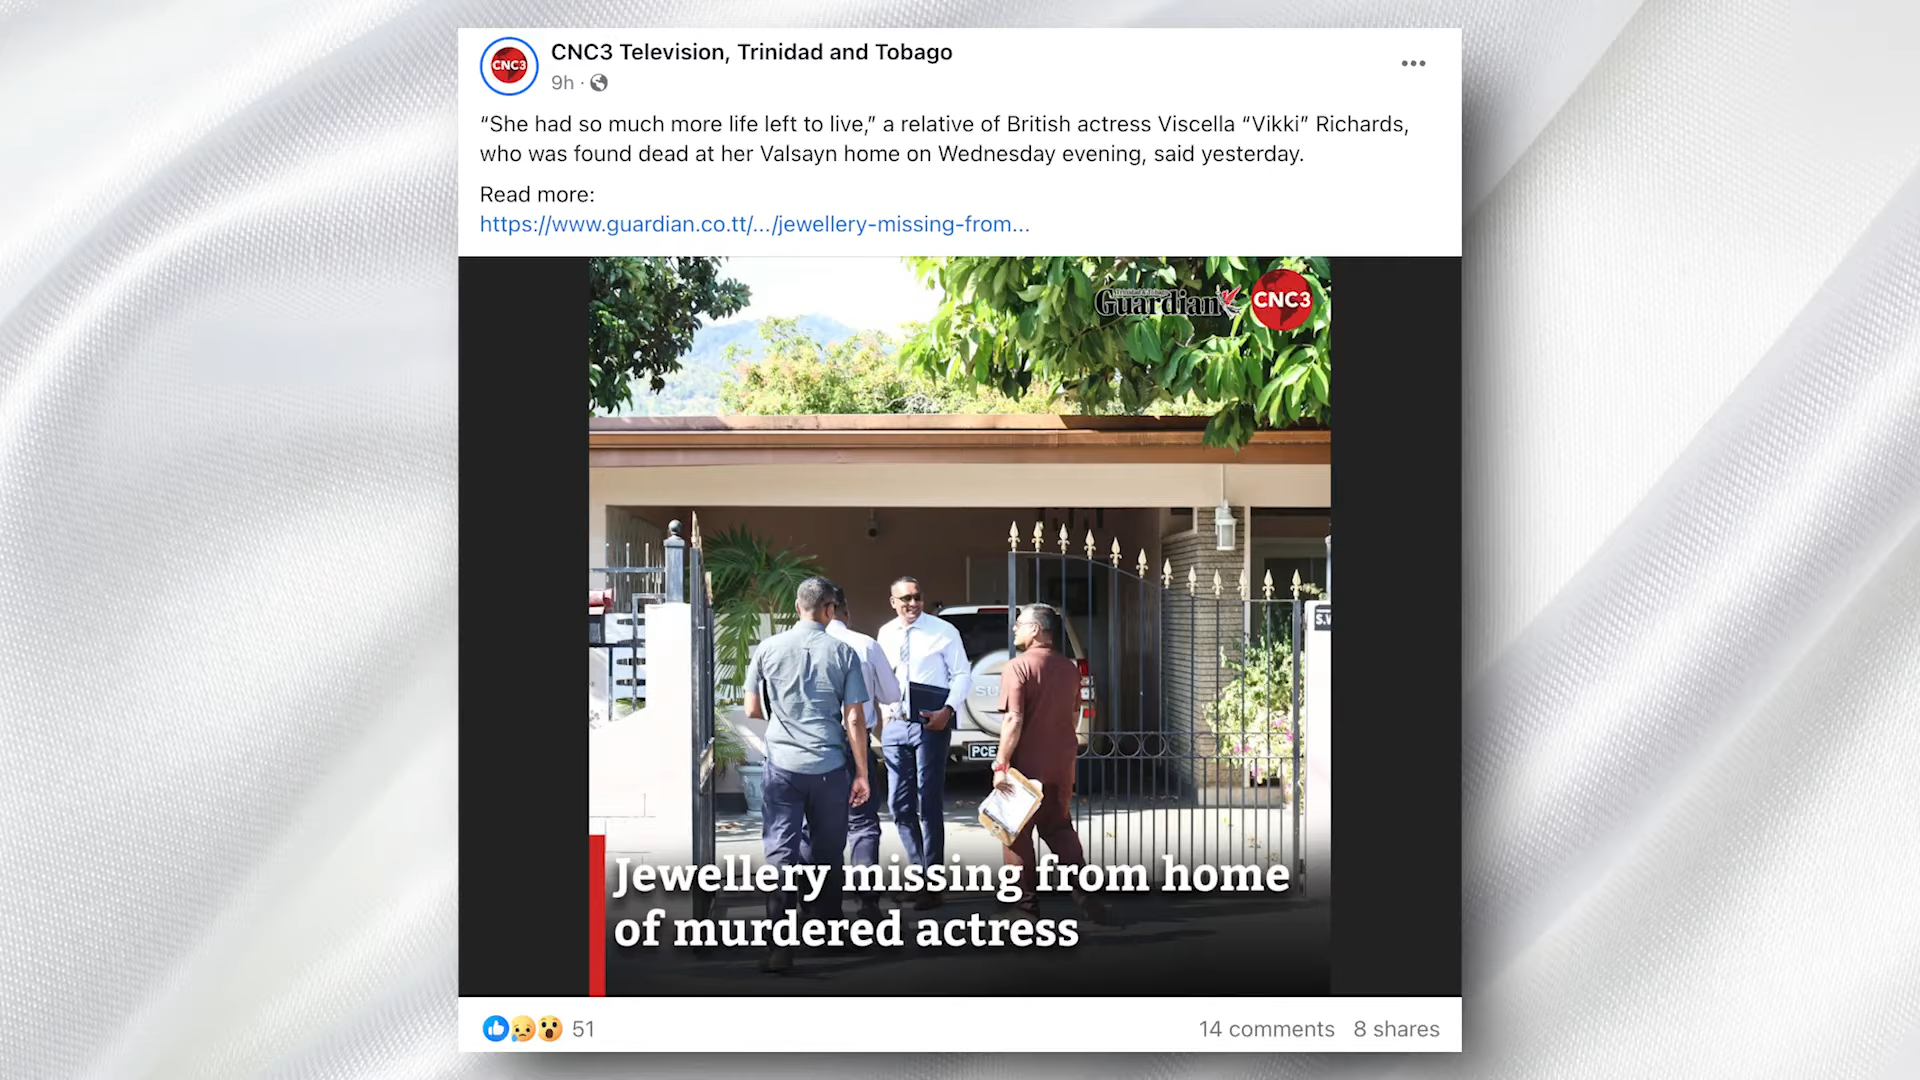 CNC3
CNC3 Television, Trinidad and Tobago
9h ·
“She had so much more life left to live,” a relative of British actress Viscella “Vikki” Richards,
who was found dead at her Valsayn home on Wednesday evening, said yesterday.
Read more:
https://www.guardian.co.tt/.../jewellery-missing-from...
Guardian
CNC3
Jewellery missing from home
of murdered actress
51
14 comments 8 shares